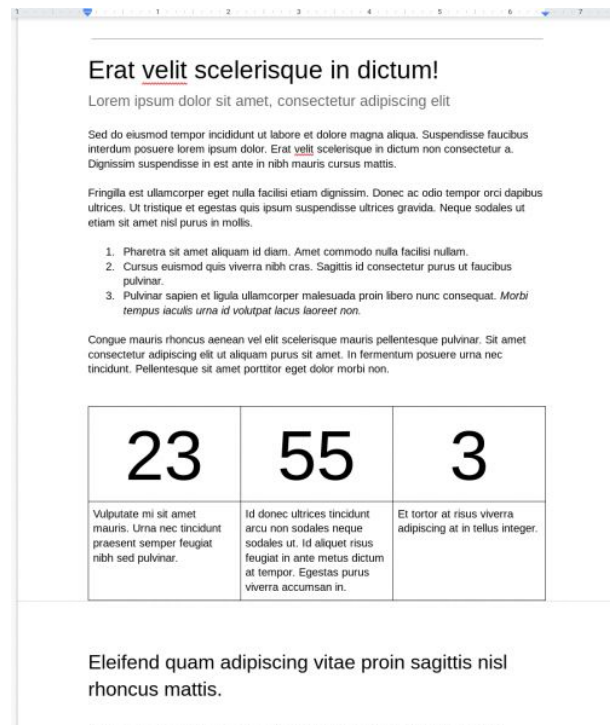 1 2 3 4 5 6 7
Erat velit scelerisque in dictum!
Lorem ipsum dolor sit amet, consectetur adipiscing elit
Sed do eiusmod tempor incididunt ut labore et dolore magna aliqua. Suspendisse faucibus
interdum posuere lorem ipsum dolor. Erat velit scelerisque in dictum non consectetur a.
Dignissim suspendisse in est ante in nibh mauris cursus mattis.
Fringilla est ullamcorper eget nulla facilisi etiam dignissim. Donec ac odio tempor orci dapibus
ultrices. Ut tristique et egestas quis ipsum suspendisse ultrices gravida. Neque sodales ut
etiam sit amet nisl purus in mollis.
1. Pharetra sit amet aliquam id diam. Amet commodo nulla facilisi nullam.
2. Cursus euismod quis viverra nibh cras. Sagittis id consectetur purus ut faucibus
pulvinar.
3. Pulvinar sapien et ligula ullamcorper malesuada proin libero nunc consequat. Morbi
tempus iaculis urna id volutpat lacus laoreet non.
Congue mauris rhoncus aenean vel elit scelerisque mauris pellentesque pulvinar. Sit amet
consectetur adipiscing elit ut aliquam purus sit amet. In fermentum posuere urna nec
tincidunt. Pellentesque sit amet porttitor eget dolor morbi non.
23
Vulputate mi sit amet
mauris. Urna nec tincidunt
praesent semper feugiat
nibh sed pulvinar.
55
Id donec ultrices tincidunt
arcu non sodales neque
sodales ut. Id aliquet risus
feugiat in ante metus dictum
at tempor. Egestas purus
viverra accumsan in.
3
Et tortor at risus viverra
adipiscing at in tellus integer.
Eleifend quam adipiscing vitae proin sagittis nisl
rhoncus mattis.